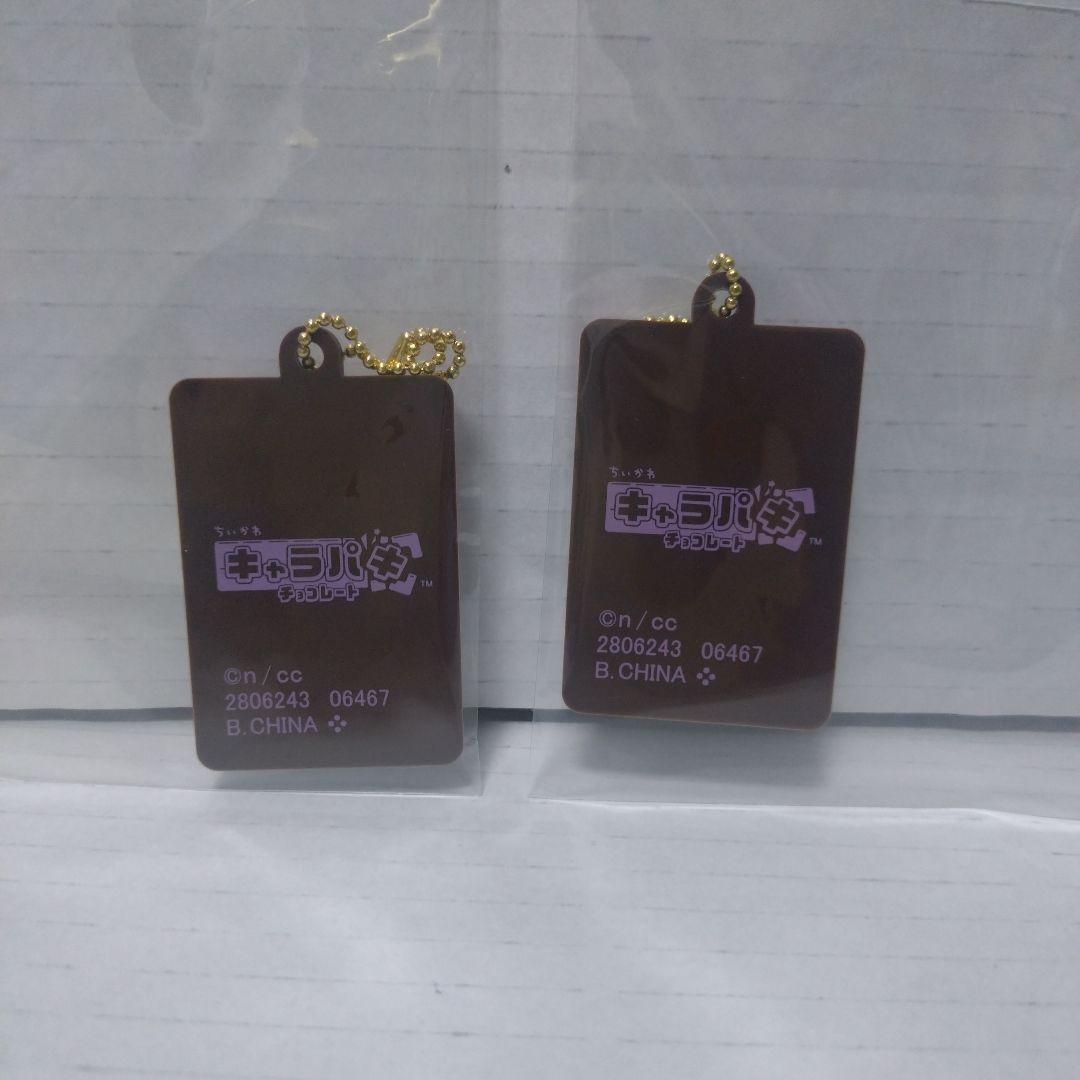 ちいかわ
キャラパキ
チョコレート
TM
©n/cc
2806243 06467
B.CHINA
ちいかわ
キャラパキ
チョコレート
TM
©n/cc
2806243 06467
B.CHINA